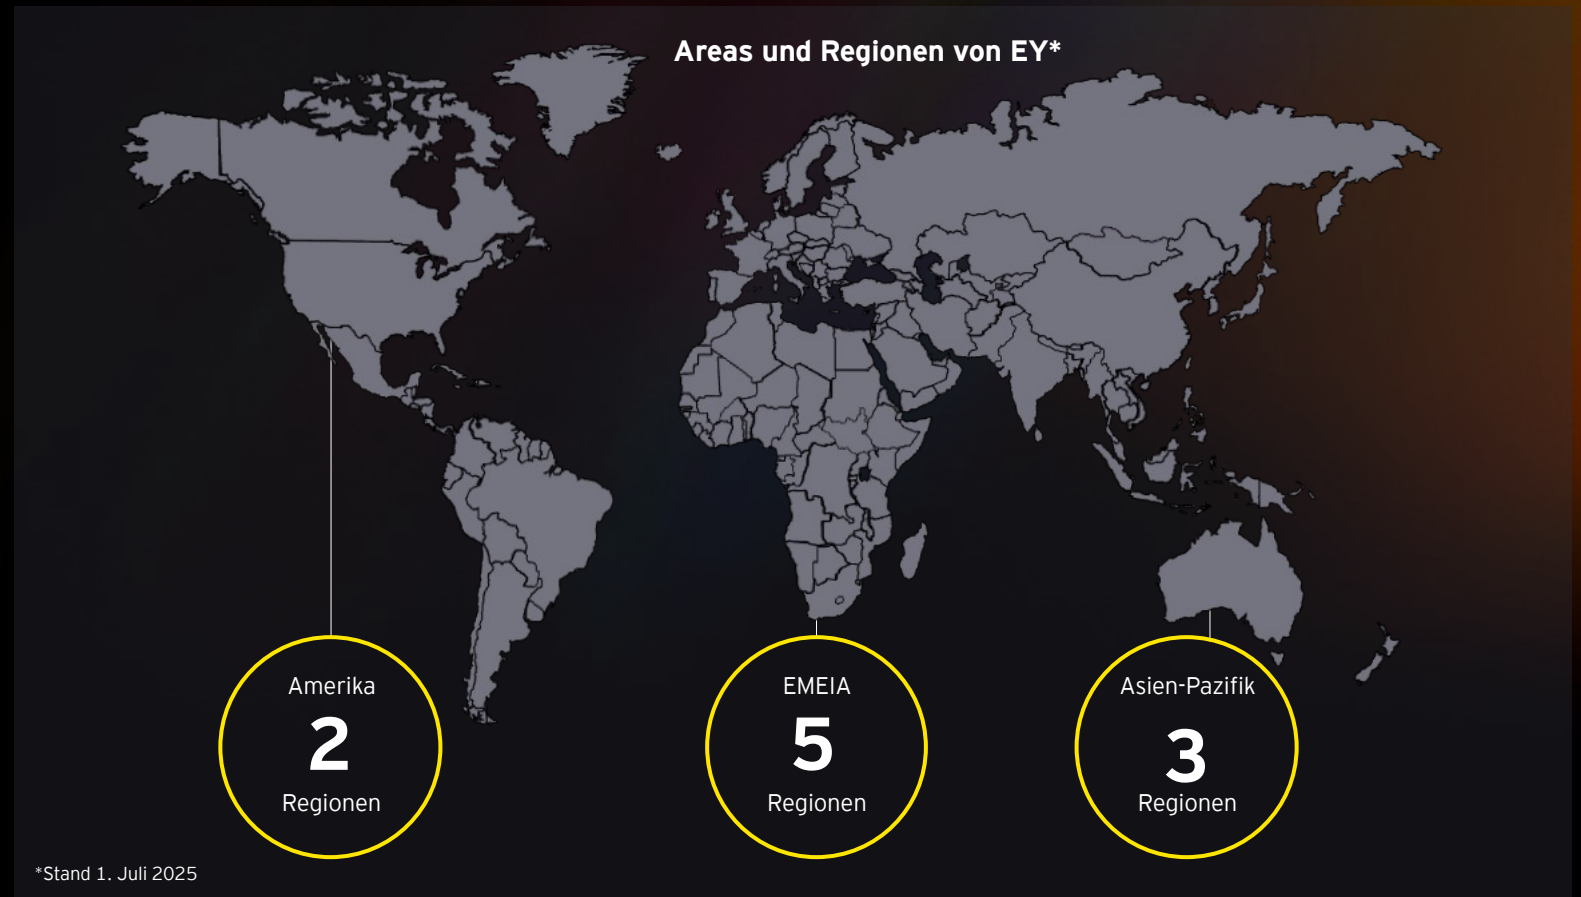 Areas und Regionen von EY*
Amerika
2
Regionen
EMEIA
5
Regionen
Asien-Pazifik
3
Regionen
*Stand 1. Juli 2025